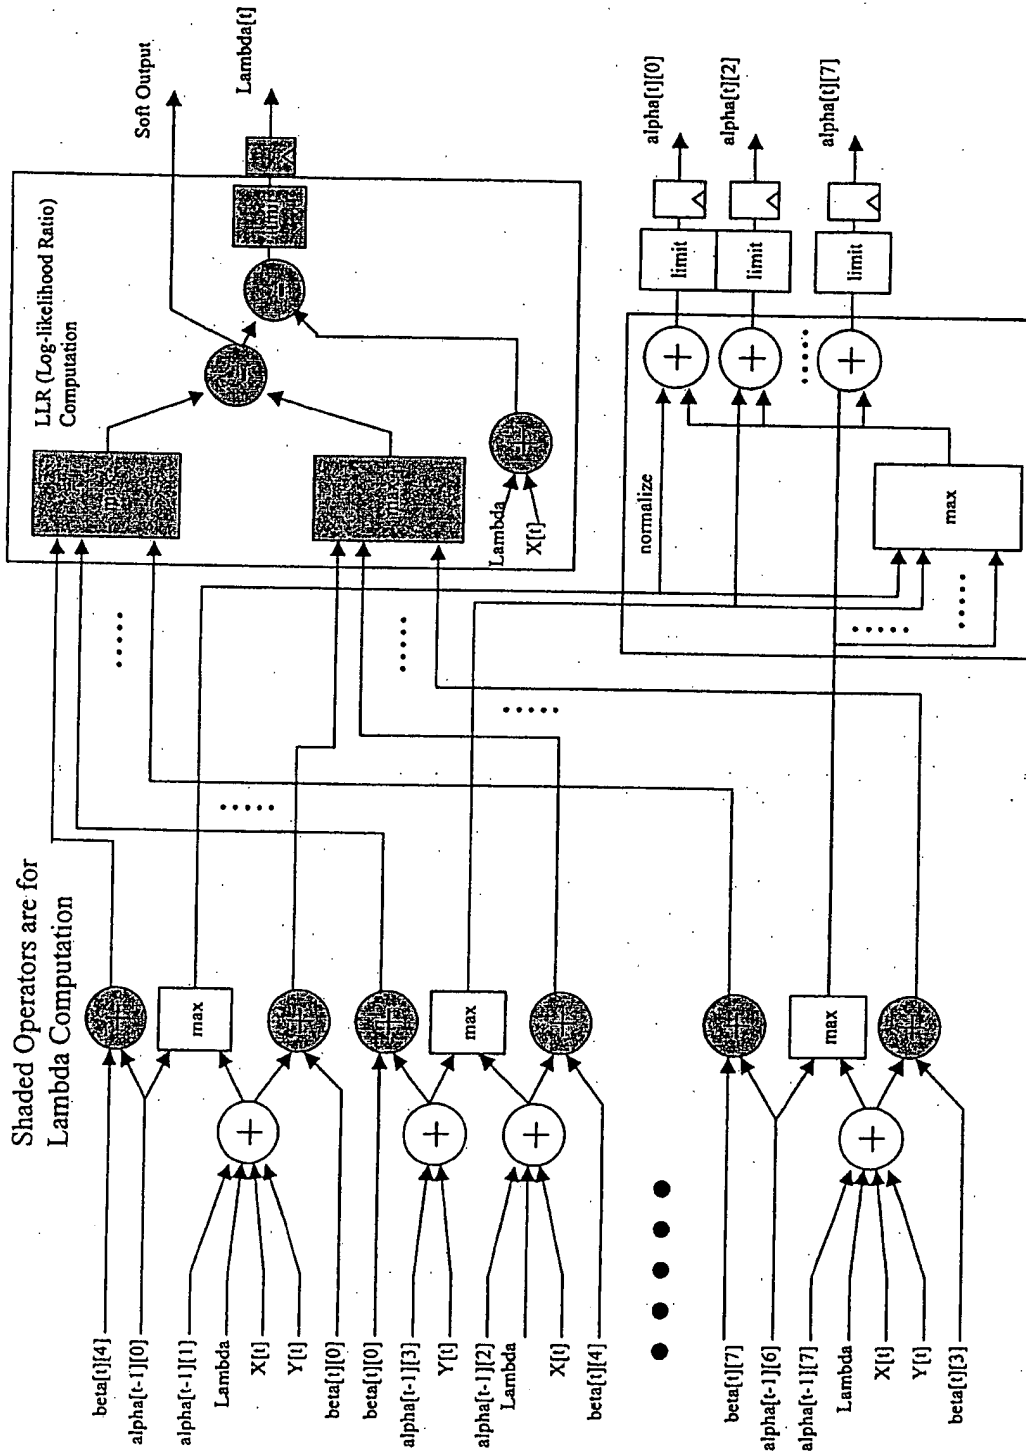 Shaded Operators are for
Lambda Computation
beta[t][4]
alpha[t-1][0]
alpha[t-1][1]
Lambda
X[t]
Y[t]
beta[t][0]
beta[t][0]
alpha[t-1][3]
Y[t]
alpha[t-1][2]
Lambda
X[t]
beta[t][4]
beta[t][7]
alpha[t-1][6]
alpha[t-1][7]
Lambda
X[t]
Y[t]
beta[t][3]
+
max
+
+
+
+
max
+
+
+
max
+
+
LLR (Log-likelihood Ratio)
Computation
max
max
Lambda
X[t]
+
-
-
limit
Soft Output
Lambda[t]
normalize
max
+
+
+
limit
limit
limit
alpha[t][0]
alpha[t][2]
alpha[t][7]